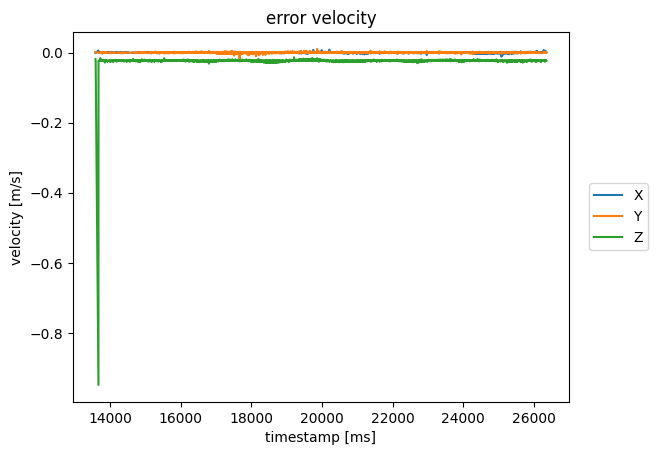 error velocity
velocity [m/s]
0.0
−0.2
−0.4
−0.6
−0.8
14000 16000 18000 20000 22000 24000 26000
timestamp [ms]
X
Y
Z